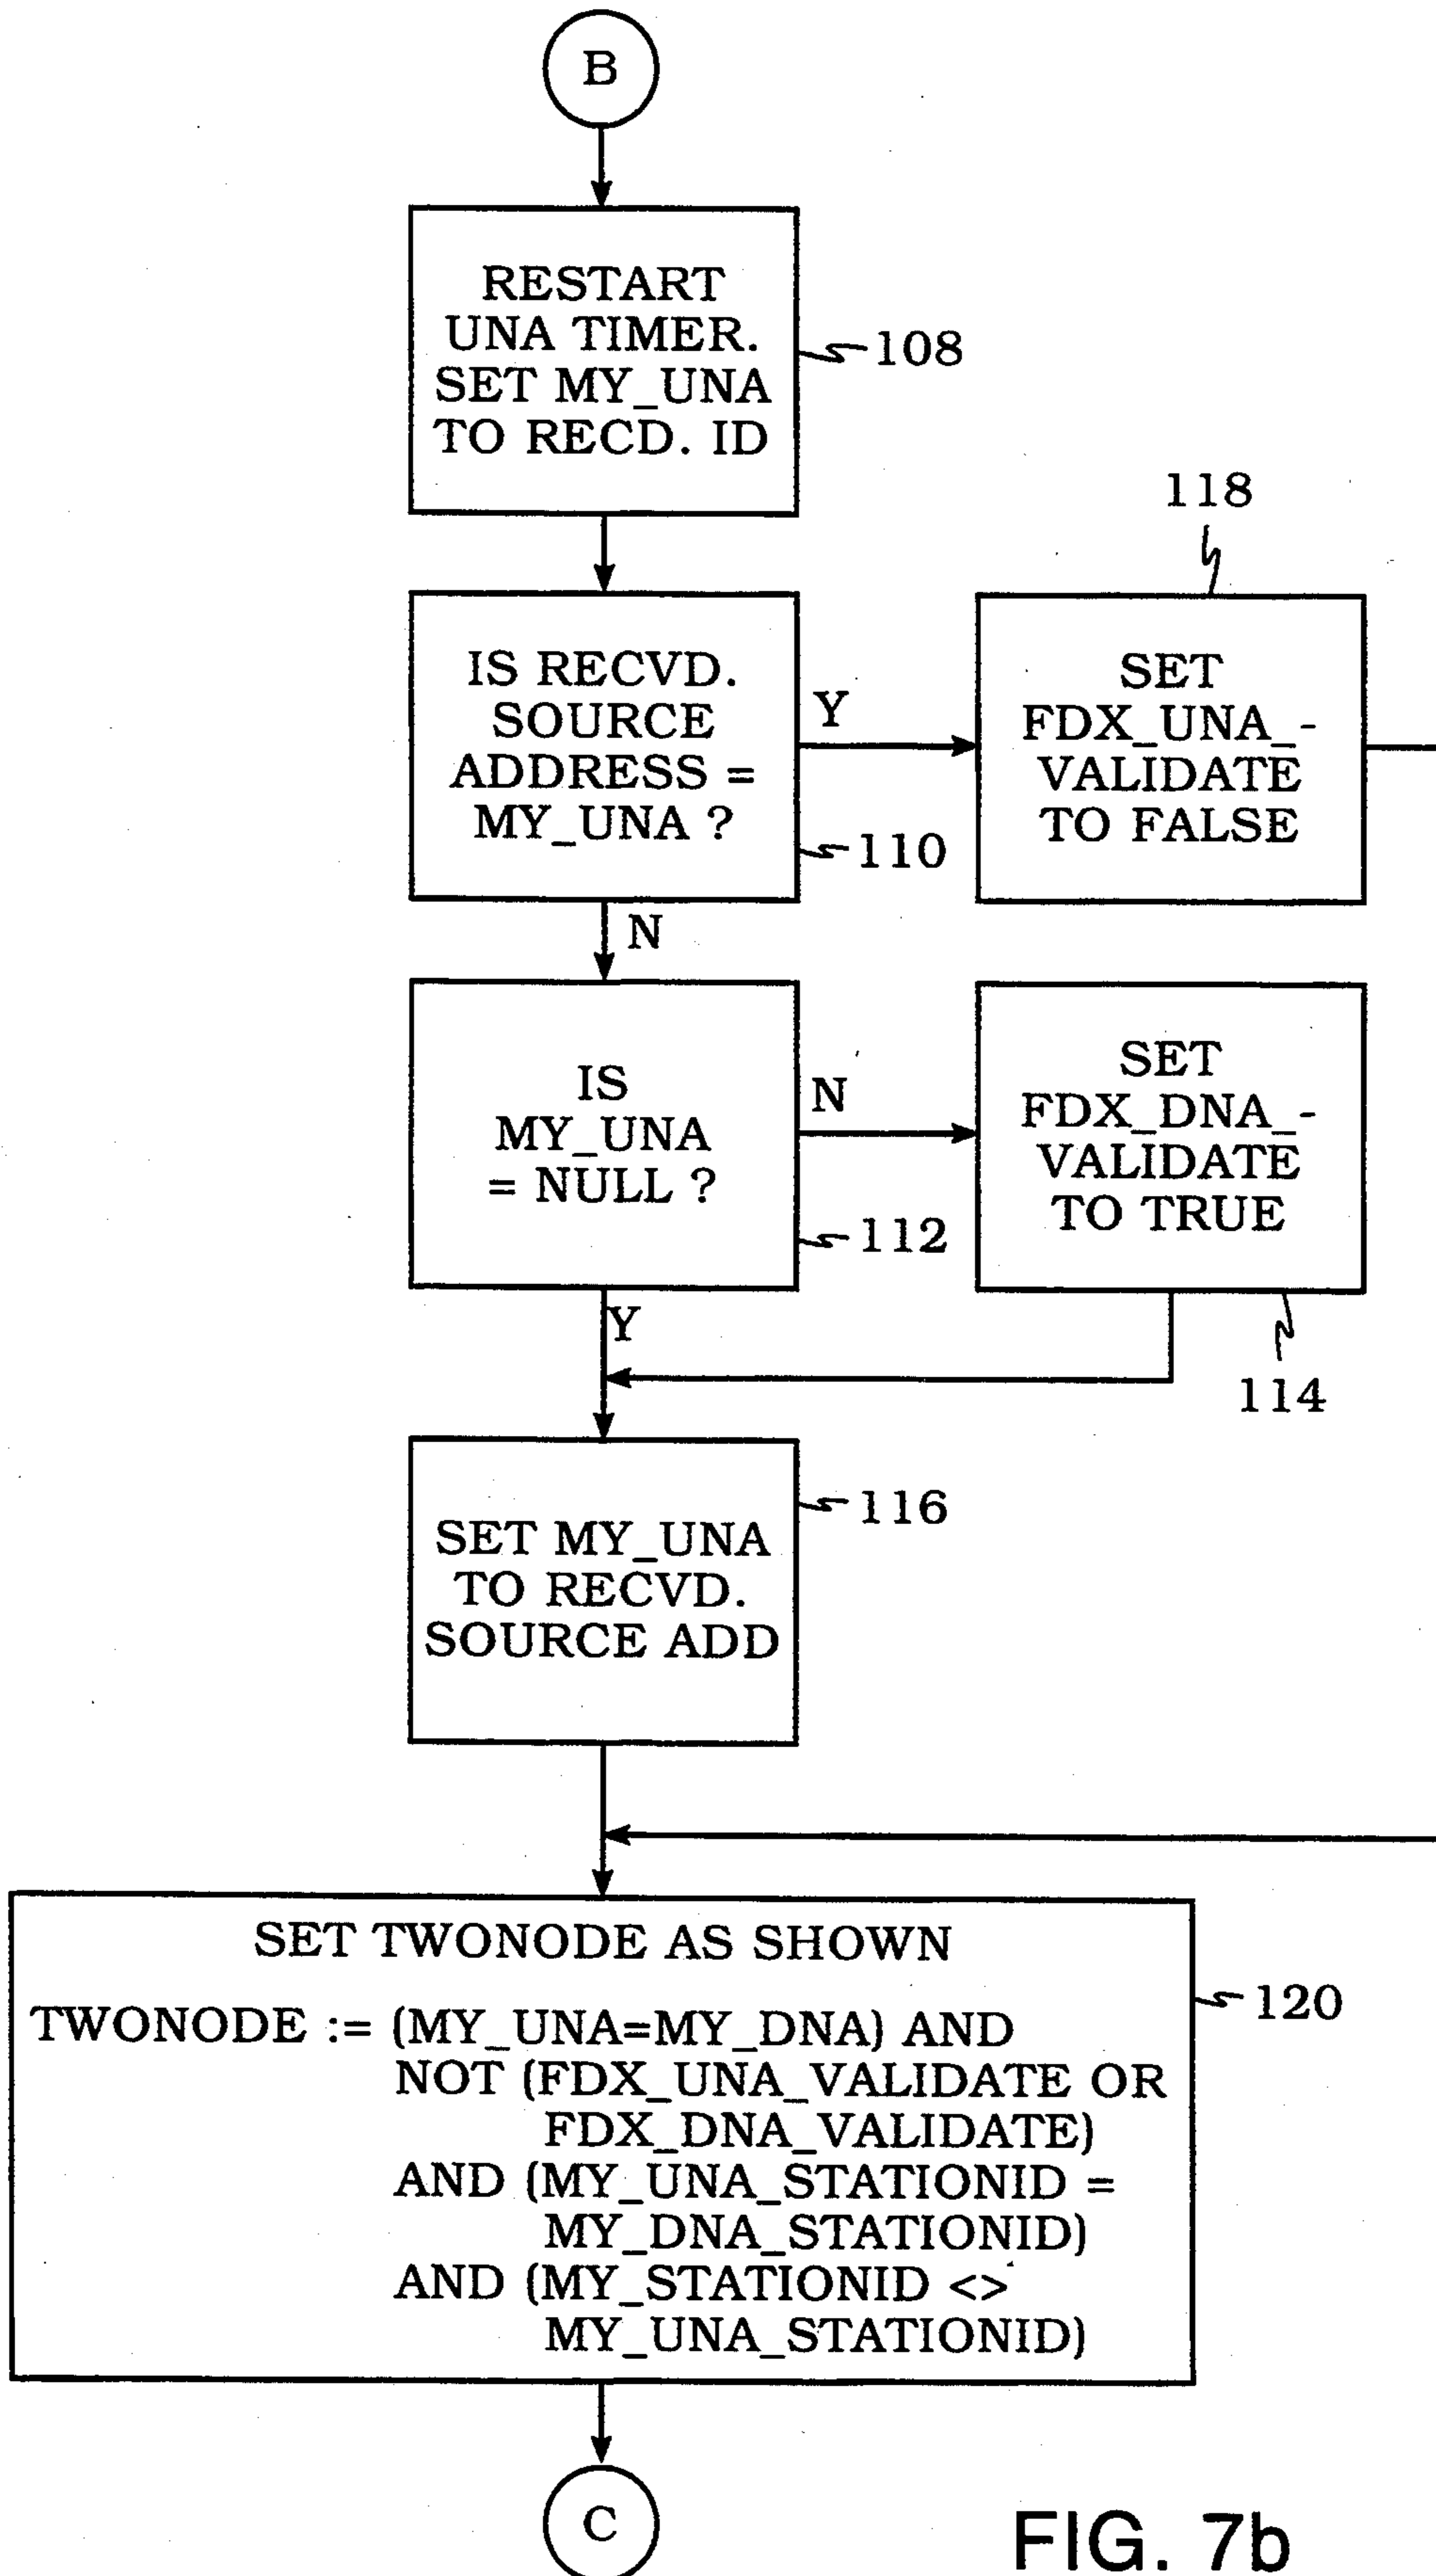 B
RESTART
UNA TIMER.
SET MY_UNA
TO RECD. ID
108
118
IS RECVD.
SOURCE
ADDRESS =
MY_UNA ?
110
Y
SET
FDX_UNA_-
VALIDATE
TO FALSE
N
IS
MY_UNA
= NULL ?
112
N
SET
FDX_DNA_-
VALIDATE
TO TRUE
Y
114
SET MY_UNA
TO RECVD.
SOURCE ADD
116
SET TWONODE AS SHOWN
TWONODE := (MY_UNA=MY_DNA) AND
NOT (FDX_UNA_VALIDATE OR
FDX_DNA_VALIDATE)
AND (MY_UNA_STATIONID =
MY_DNA_STATIONID)
AND (MY_STATIONID <>
MY_UNA_STATIONID)
120
C
FIG. 7b